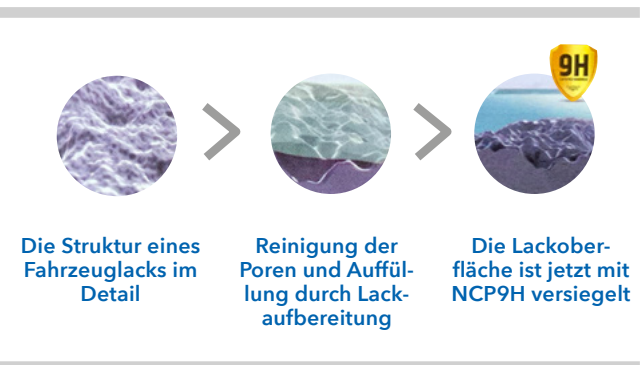 9H
Die Struktur eines
Fahrzeuglacks im
Detail
Reinigung der
Poren und Auffül-
lung durch Lack-
aufbereitung
Die Lackober-
fläche ist jetzt mit
NCP9H versiegelt